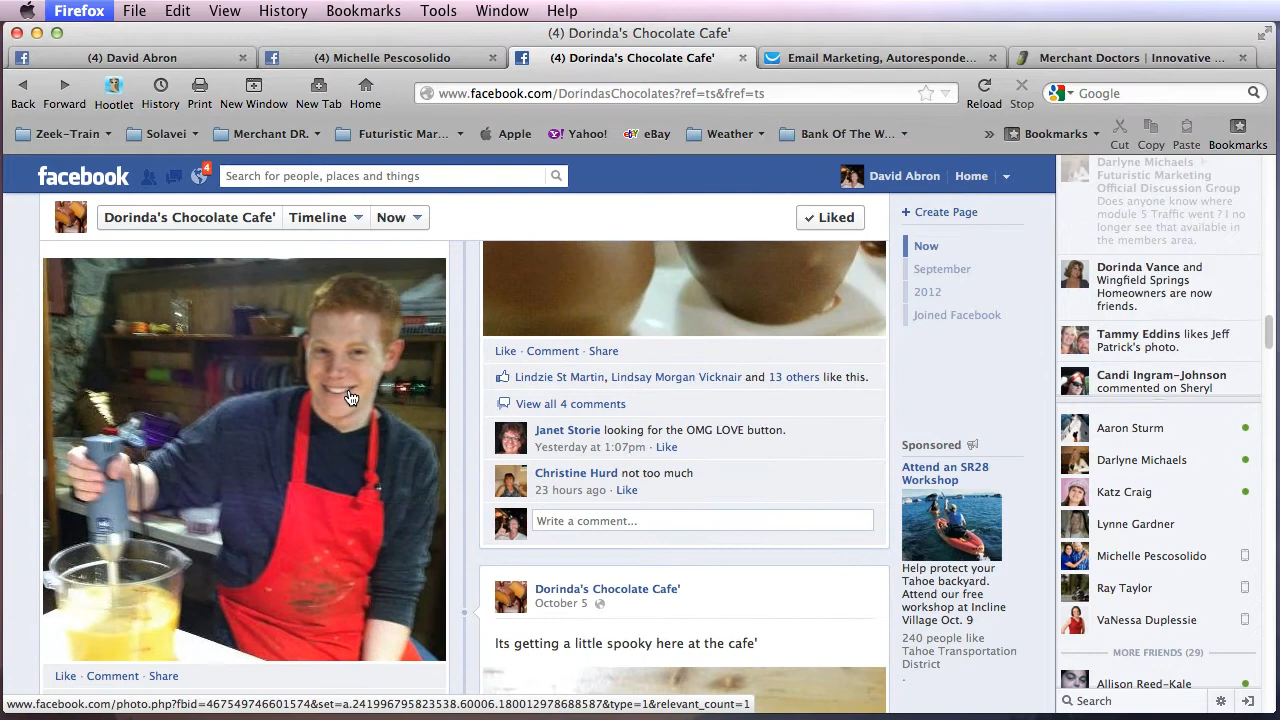 Firefox File Edit View History Bookmarks Tools Window Help
(4) Dorinda's Chocolate Cafe'
(4) David Abron
(4) Michelle Pescosolido
(4) Dorinda's Chocolate Cafe'
Email Marketing, Autoresponde...
Merchant Doctors | Innovative ...
www.facebook.com/DorindasChocolates?ref=ts&fref=ts
Google
Back Forward Hootlet History Print New Window New Tab Home Reload Stop
Zeek-Train Solavei Merchant DR. Futuristic Mar... Apple Yahoo! eBay Weather Bank Of The W... » Bookmarks Cut Copy Paste Bookmarks
facebook
4
Search for people, places and things
David Abron Home
Dorinda's Chocolate Cafe' Timeline Now
Liked
+ Create Page
Now
September
2012
Joined Facebook
Like · Comment · Share
Like · Comment · Share
Lindzie St Martin, Lindsay Morgan Vicknair and 13 others like this.
View all 4 comments
Janet Storie looking for the OMG LOVE button.
Yesterday at 1:07pm · Like
Christine Hurd not too much
23 hours ago · Like
Write a comment...
Dorinda's Chocolate Cafe'
October 5
Its getting a little spooky here at the cafe'
Sponsored
Attend an SR28
Workshop
Help protect your
Tahoe backyard.
Attend our free
workshop at Incline
Village Oct. 9
240 people like
Tahoe Transportation
District
.
Darlyne Michaels
Futuristic Marketing
Official Discussion Group
Does anyone know where
module 5 Traffic went ? I no
longer see that available in
the members area.
Dorinda Vance and
Wingfield Springs
Homeowners are now
friends.
Tammy Eddins likes Jeff
Patrick's photo.
Candi Ingram-Johnson
commented on Sheryl
Aaron Sturm
Darlyne Michaels
Katz Craig
Lynne Gardner
Michelle Pescosolido
Ray Taylor
VaNessa Duplessie
MORE FRIENDS (29)
Allison Reed-Kale
Search
www.facebook.com/photo.php?fbid=467549746601574&set=a.241996795823538.60006.180012978688587&type=1&relevant_count=1